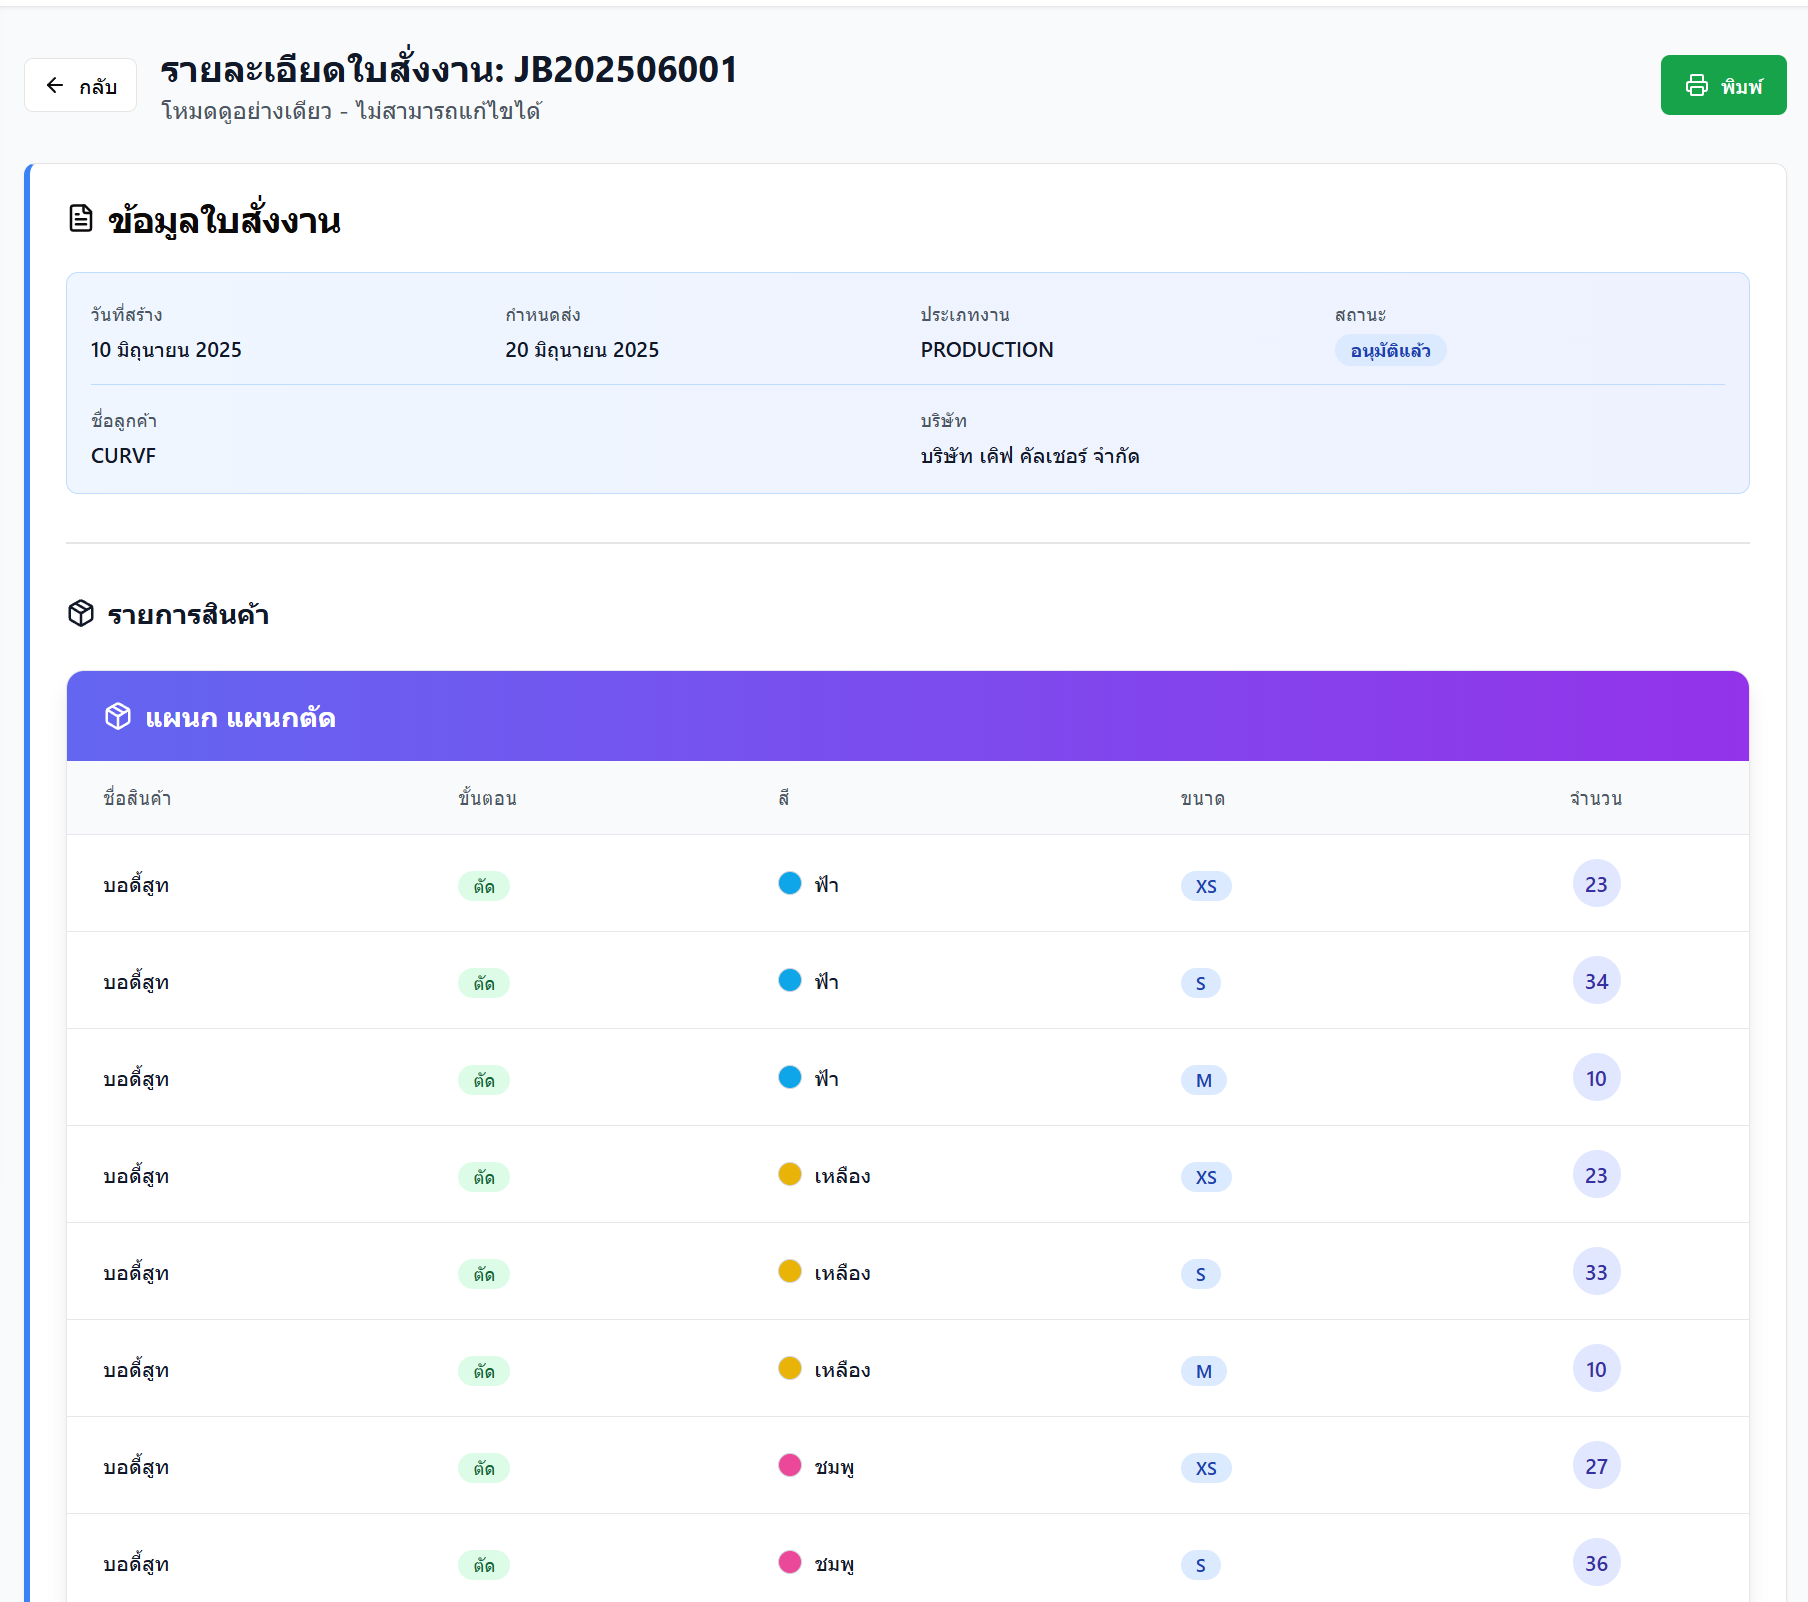 กลับ
รายละเอียดใบสั่งงาน: JB202506001
โหมดดูอย่างเดียว - ไม่สามารถแก้ไขได้
พิมพ์
ข้อมูลใบสั่งงาน
วันที่สร้าง กำหนดส่ง ประเภทงาน สถานะ
10 มิถุนายน 2025 20 มิถุนายน 2025 PRODUCTION อนุมัติแล้ว
ชื่อลูกค้า บริษัท
CURVF บริษัท เคิฟ คัลเชอร์ จำกัด
รายการสินค้า
แผนก แผนกตัด
ชื่อสินค้า ขั้นตอน สี ขนาด จำนวน
บอดี้สูท ตัด ฟ้า XS 23
บอดี้สูท ตัด ฟ้า S 34
บอดี้สูท ตัด ฟ้า M 10
บอดี้สูท ตัด เหลือง XS 23
บอดี้สูท ตัด เหลือง S 33
บอดี้สูท ตัด เหลือง M 10
บอดี้สูท ตัด ชมพู XS 27
บอดี้สูท ตัด ชมพู S 36